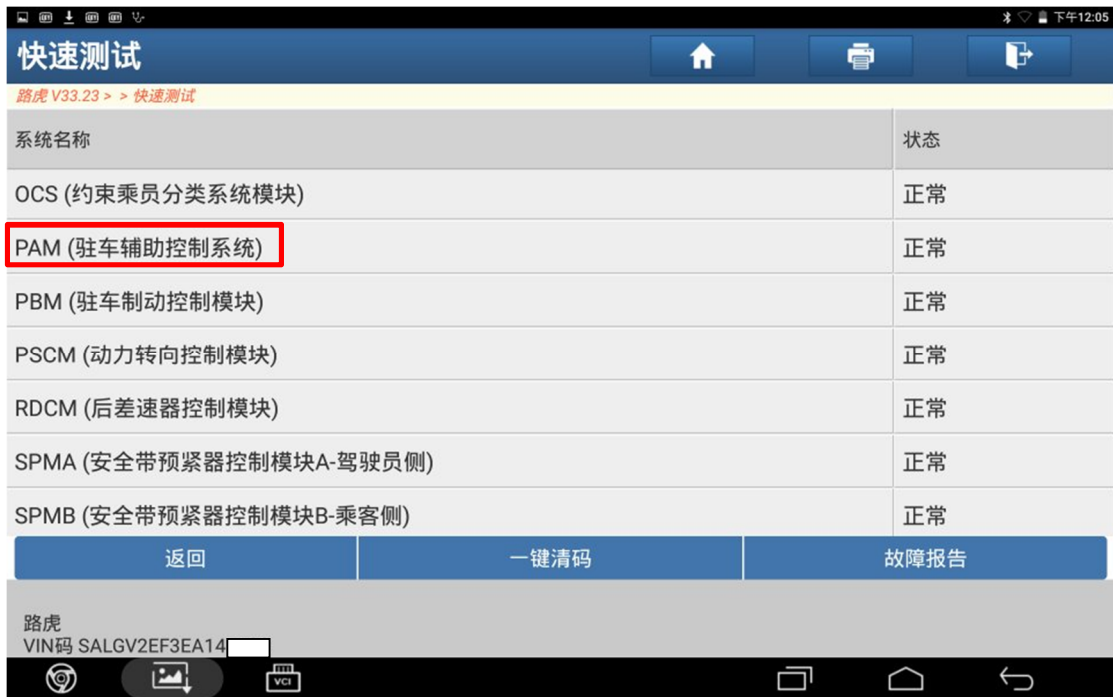 下午12:05
快速测试
路虎 V33.23 > > 快速测试
系统名称 状态
OCS (约束乘员分类系统模块) 正常
PAM (驻车辅助控制系统) 正常
PBM (驻车制动控制模块) 正常
PSCM (动力转向控制模块) 正常
RDCM (后差速器控制模块) 正常
SPMA (安全带预紧器控制模块A-驾驶员侧) 正常
SPMB (安全带预紧器控制模块B-乘客侧) 正常
返回 一键清码 故障报告
路虎
VIN码 SALGV2EF3EA14
VCI